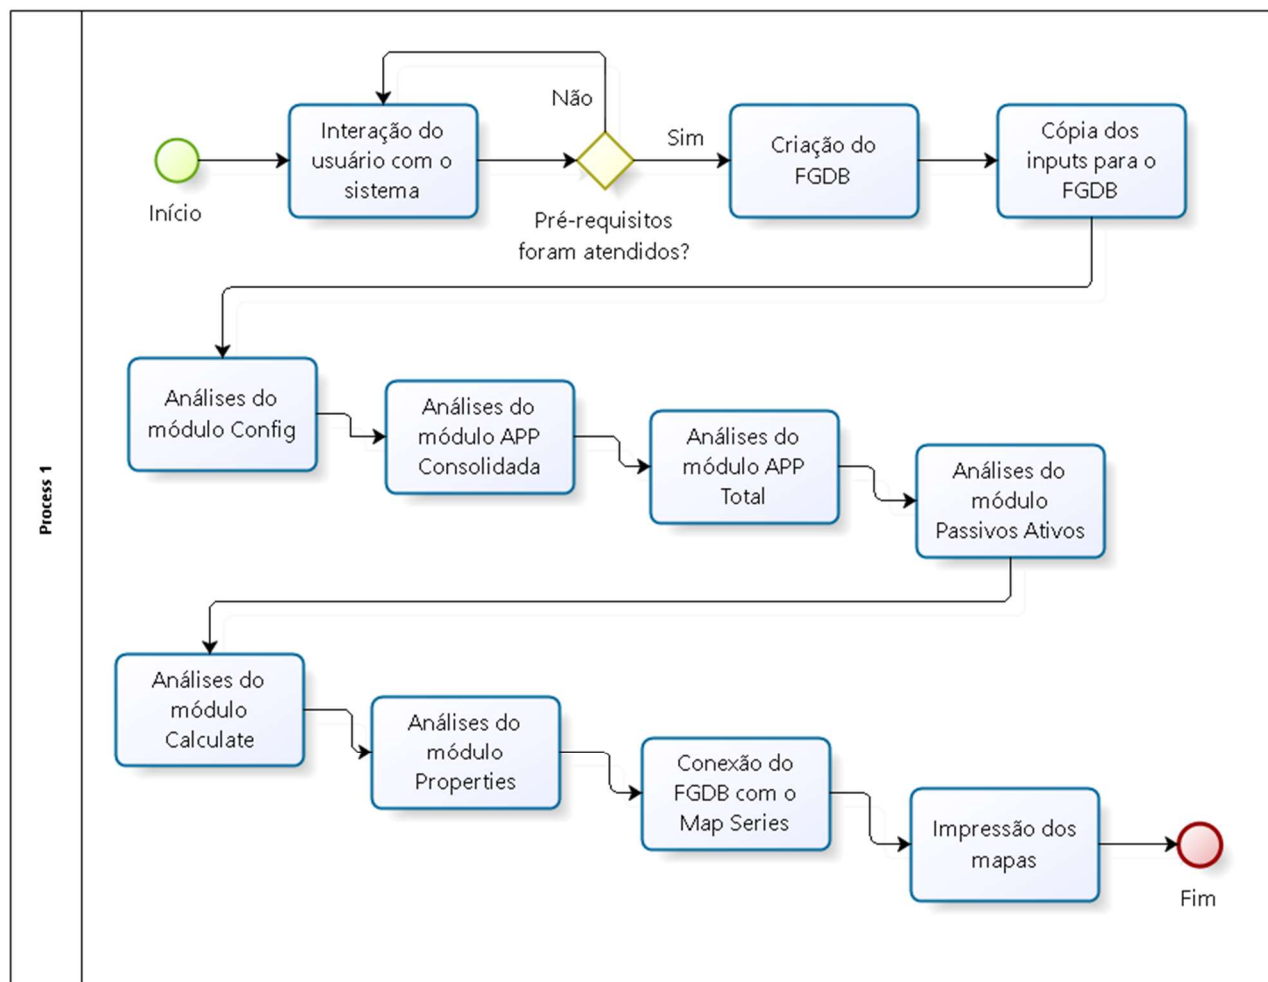 Process 1
Início
Interação do
usuário com o
sistema
Não
Pré-requisitos
foram atendidos?
Sim
Criação do
FGDB
Cópia dos
inputs para o
FGDB
Análises do
módulo Config
Análises do
módulo APP
Consolidada
Análises do
módulo APP
Total
Análises do
módulo
Passivos Ativos
Análises do
módulo
Calculate
Análises do
módulo
Properties
Conexão do
FGDB com o
Map Series
Impressão dos
mapas
Fim